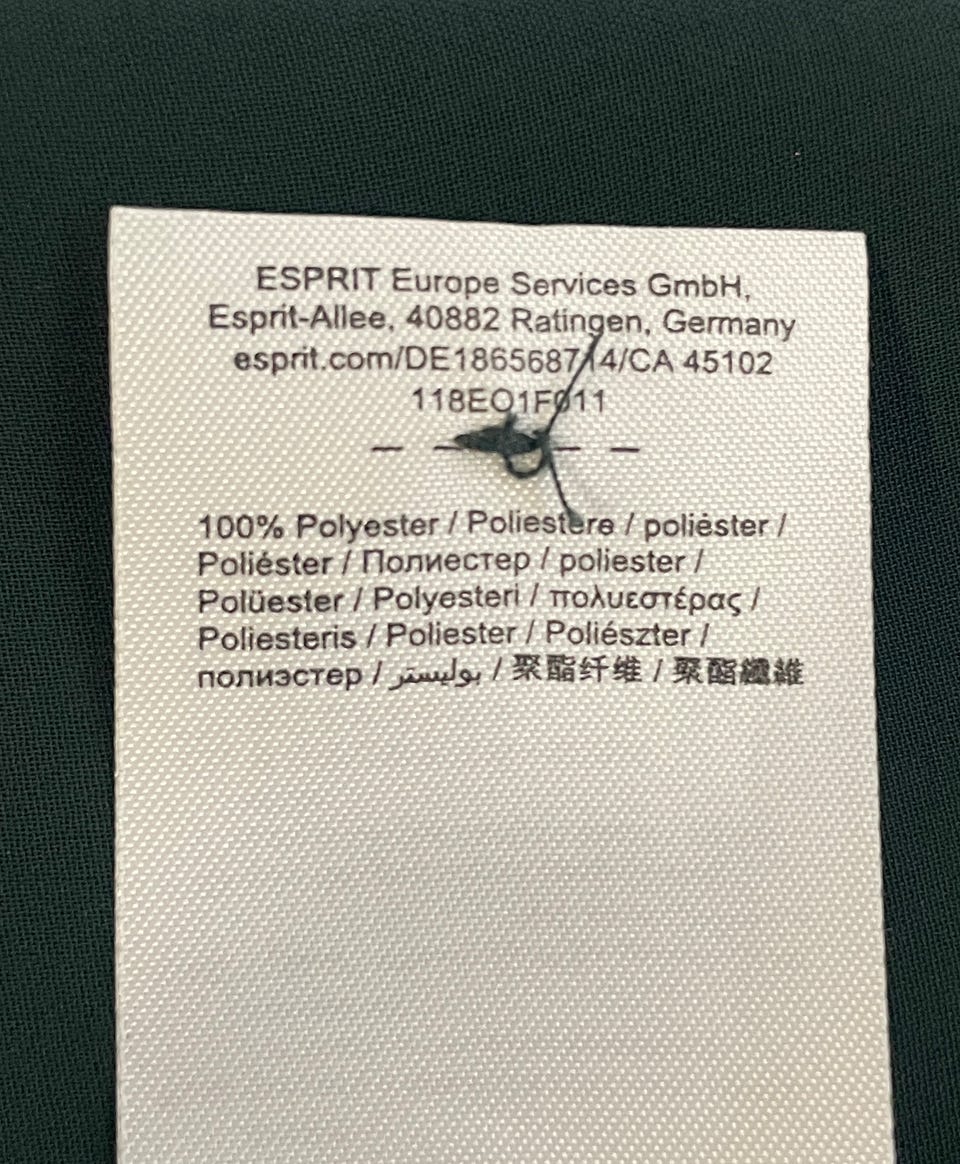 ESPRIT Europe Services GmbH,
Esprit-Allee, 40882 Ratingen, Germany
esprit.com/DE186568714/CA 45102
118EO1F011
100% Polyester / Poliestere / poliéster /
Poliéster / Полиестер / poliester /
Polüester / Polyesteri / πολυεστέρας /
Poliesteris / Poliester / Poliészter /
полиэстер / بوليستر / 聚酯纤维 / 聚酯纖維